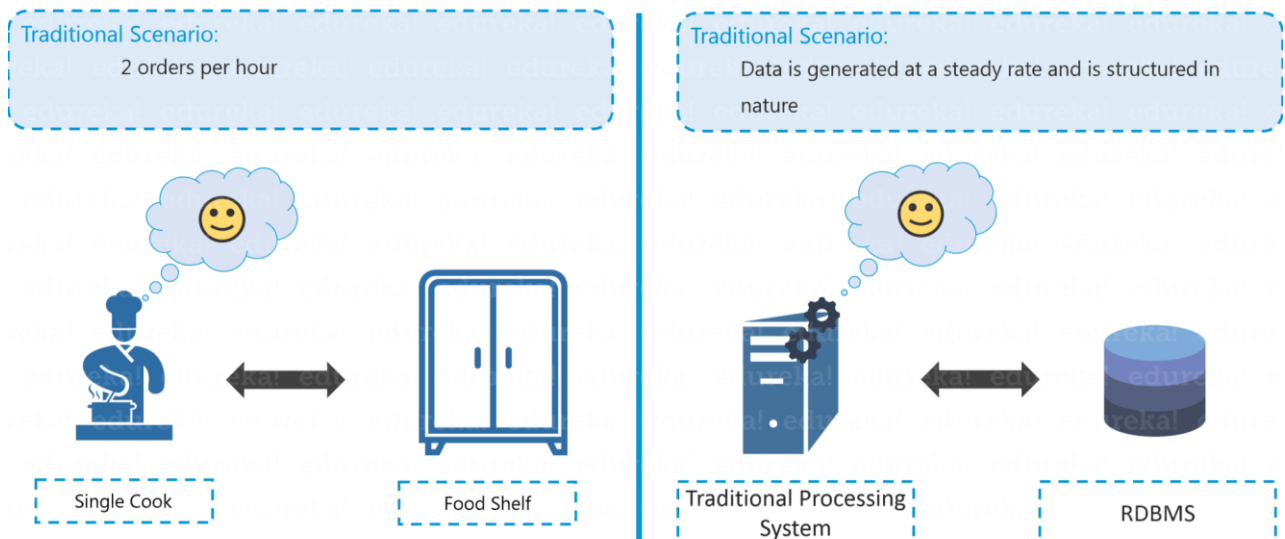 Traditional Scenario:
2 orders per hour
Single Cook
Food Shelf
Traditional Scenario:
Data is generated at a steady rate and is structured in
nature
Traditional Processing
System
RDBMS